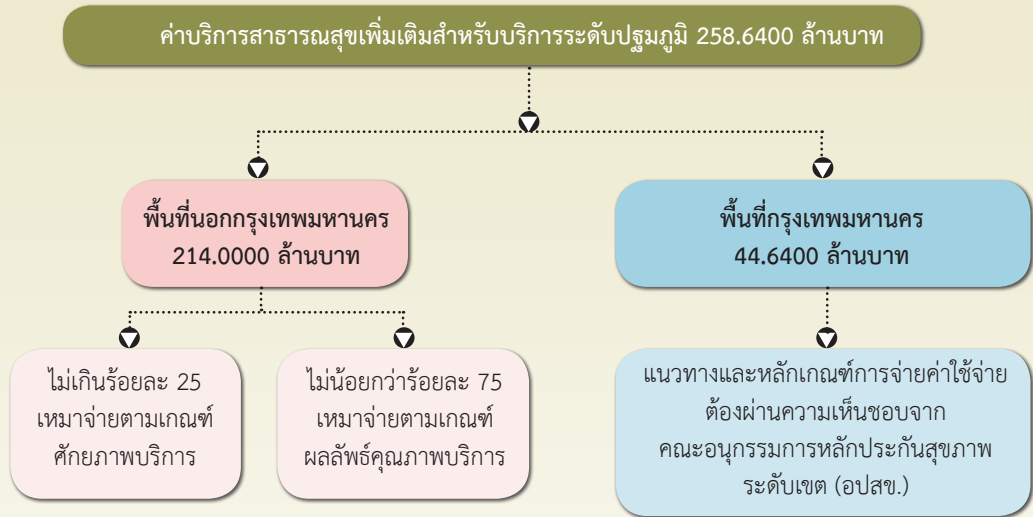 ค่าบริการสาธารณสุขเพิ่มเติมสำหรับบริการระดับปฐมภูมิ 258.6400 ล้านบาท
พื้นที่นอกกรุงเทพมหานคร
214.0000 ล้านบาท
พื้นที่กรุงเทพมหานคร
44.6400 ล้านบาท
ไม่เกินร้อยละ 25
เหมาจ่ายตามเกณฑ์
ศักยภาพบริการ
ไม่น้อยกว่าร้อยละ 75
เหมาจ่ายตามเกณฑ์
ผลลัพธ์คุณภาพบริการ
แนวทางและหลักเกณฑ์การจ่ายค่าใช้จ่าย
ต้องผ่านความเห็นชอบจาก
คณะอนุกรรมการหลักประกันสุขภาพ
ระดับเขต (อปสข.)